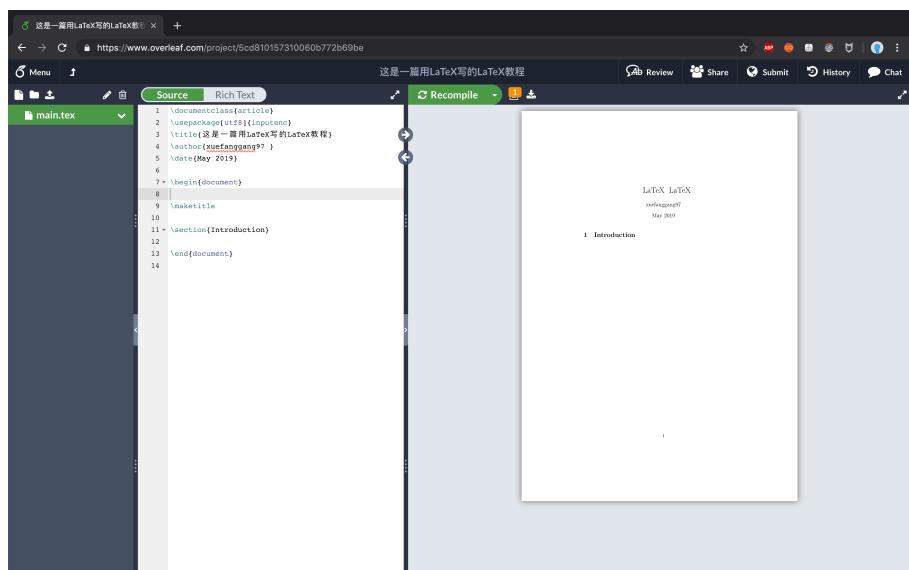 这是一篇用LaTeX写的LaTeX教
https://www.overleaf.com/project/5cd810157310060b772b69be
ABP
Menu
这是一篇用LaTeX写的LaTeX教程
Review
Share
Submit
History
Chat
Source
Rich Text
Recompile
1
main.tex
1 \documentclass{article}
2 \usepackage[utf8]{inputenc}
3 \title{这是一篇用LaTeX写的LaTeX教程}
4 \author{xuefanggang97 }
5 \date{May 2019}
6
7 \begin{document}
8
9 \maketitle
10
11 \section{Introduction}
12
13 \end{document}
14
LaTeX LaTeX
xuefanggang97
May 2019
1 Introduction
1